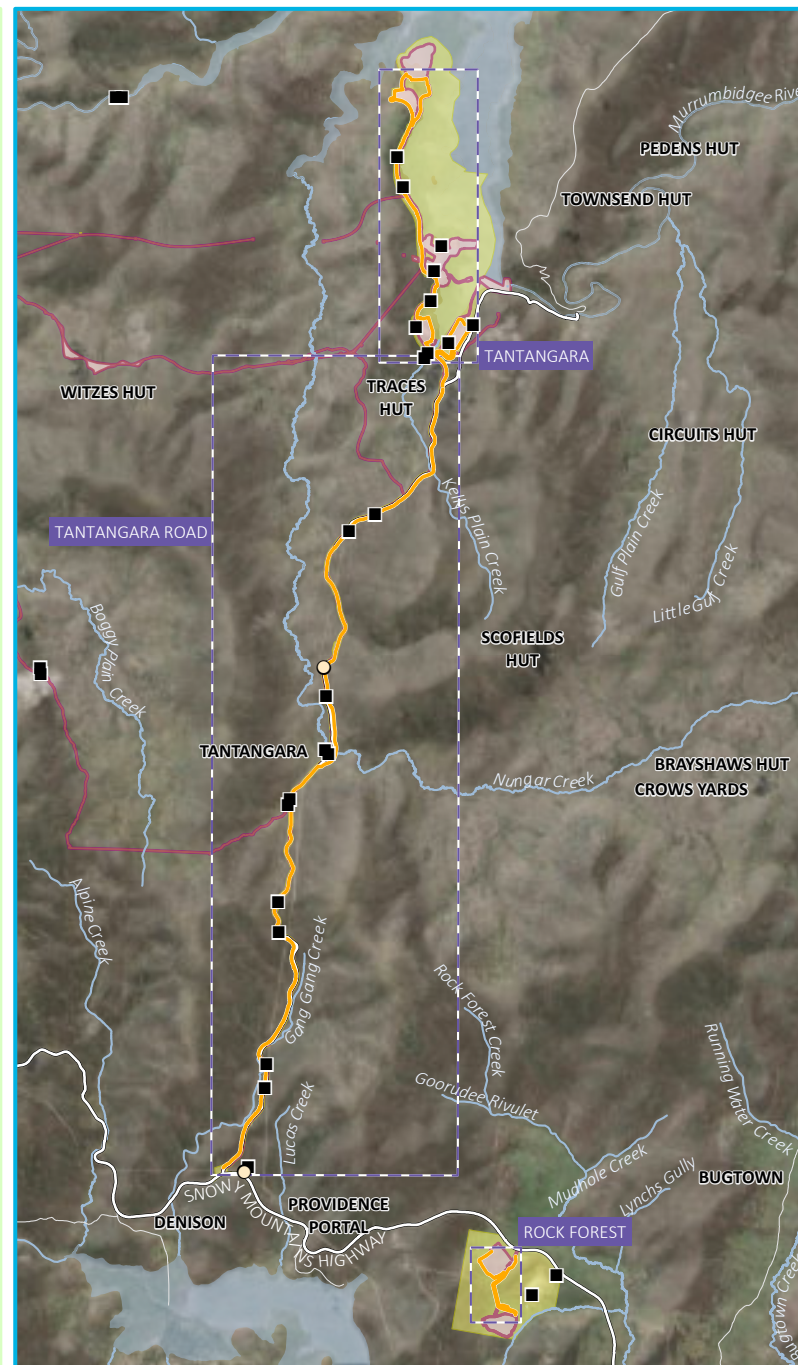 Murrumbidgee Rive
PEDENS HUT
TOWNSEND HUT
TANTANGARA
TRACES
HUT
WITZES HUT
CIRCUITS HUT
Kellys Plain Creek
TANTANGARA ROAD
Gulf Plain Creek
Little Gulf Creek
Boggy Plain Creek
SCOFIELDS
HUT
TANTANGARA
Nungar Creek
BRAYSHAWS HUT
CROWS YARDS
Alpine Creek
Gang Gang Creek
Rock Forest Creek
Goorudee Rivulet
Running Water Creek
Lucas Creek
Mudhole Creek
Lynchs Gully
BUGTOWN
SNOWY MOUNTAINS HIGHWAY
PROVIDENCE
PORTAL
DENISON
ROCK FOREST
Bugtown Creek